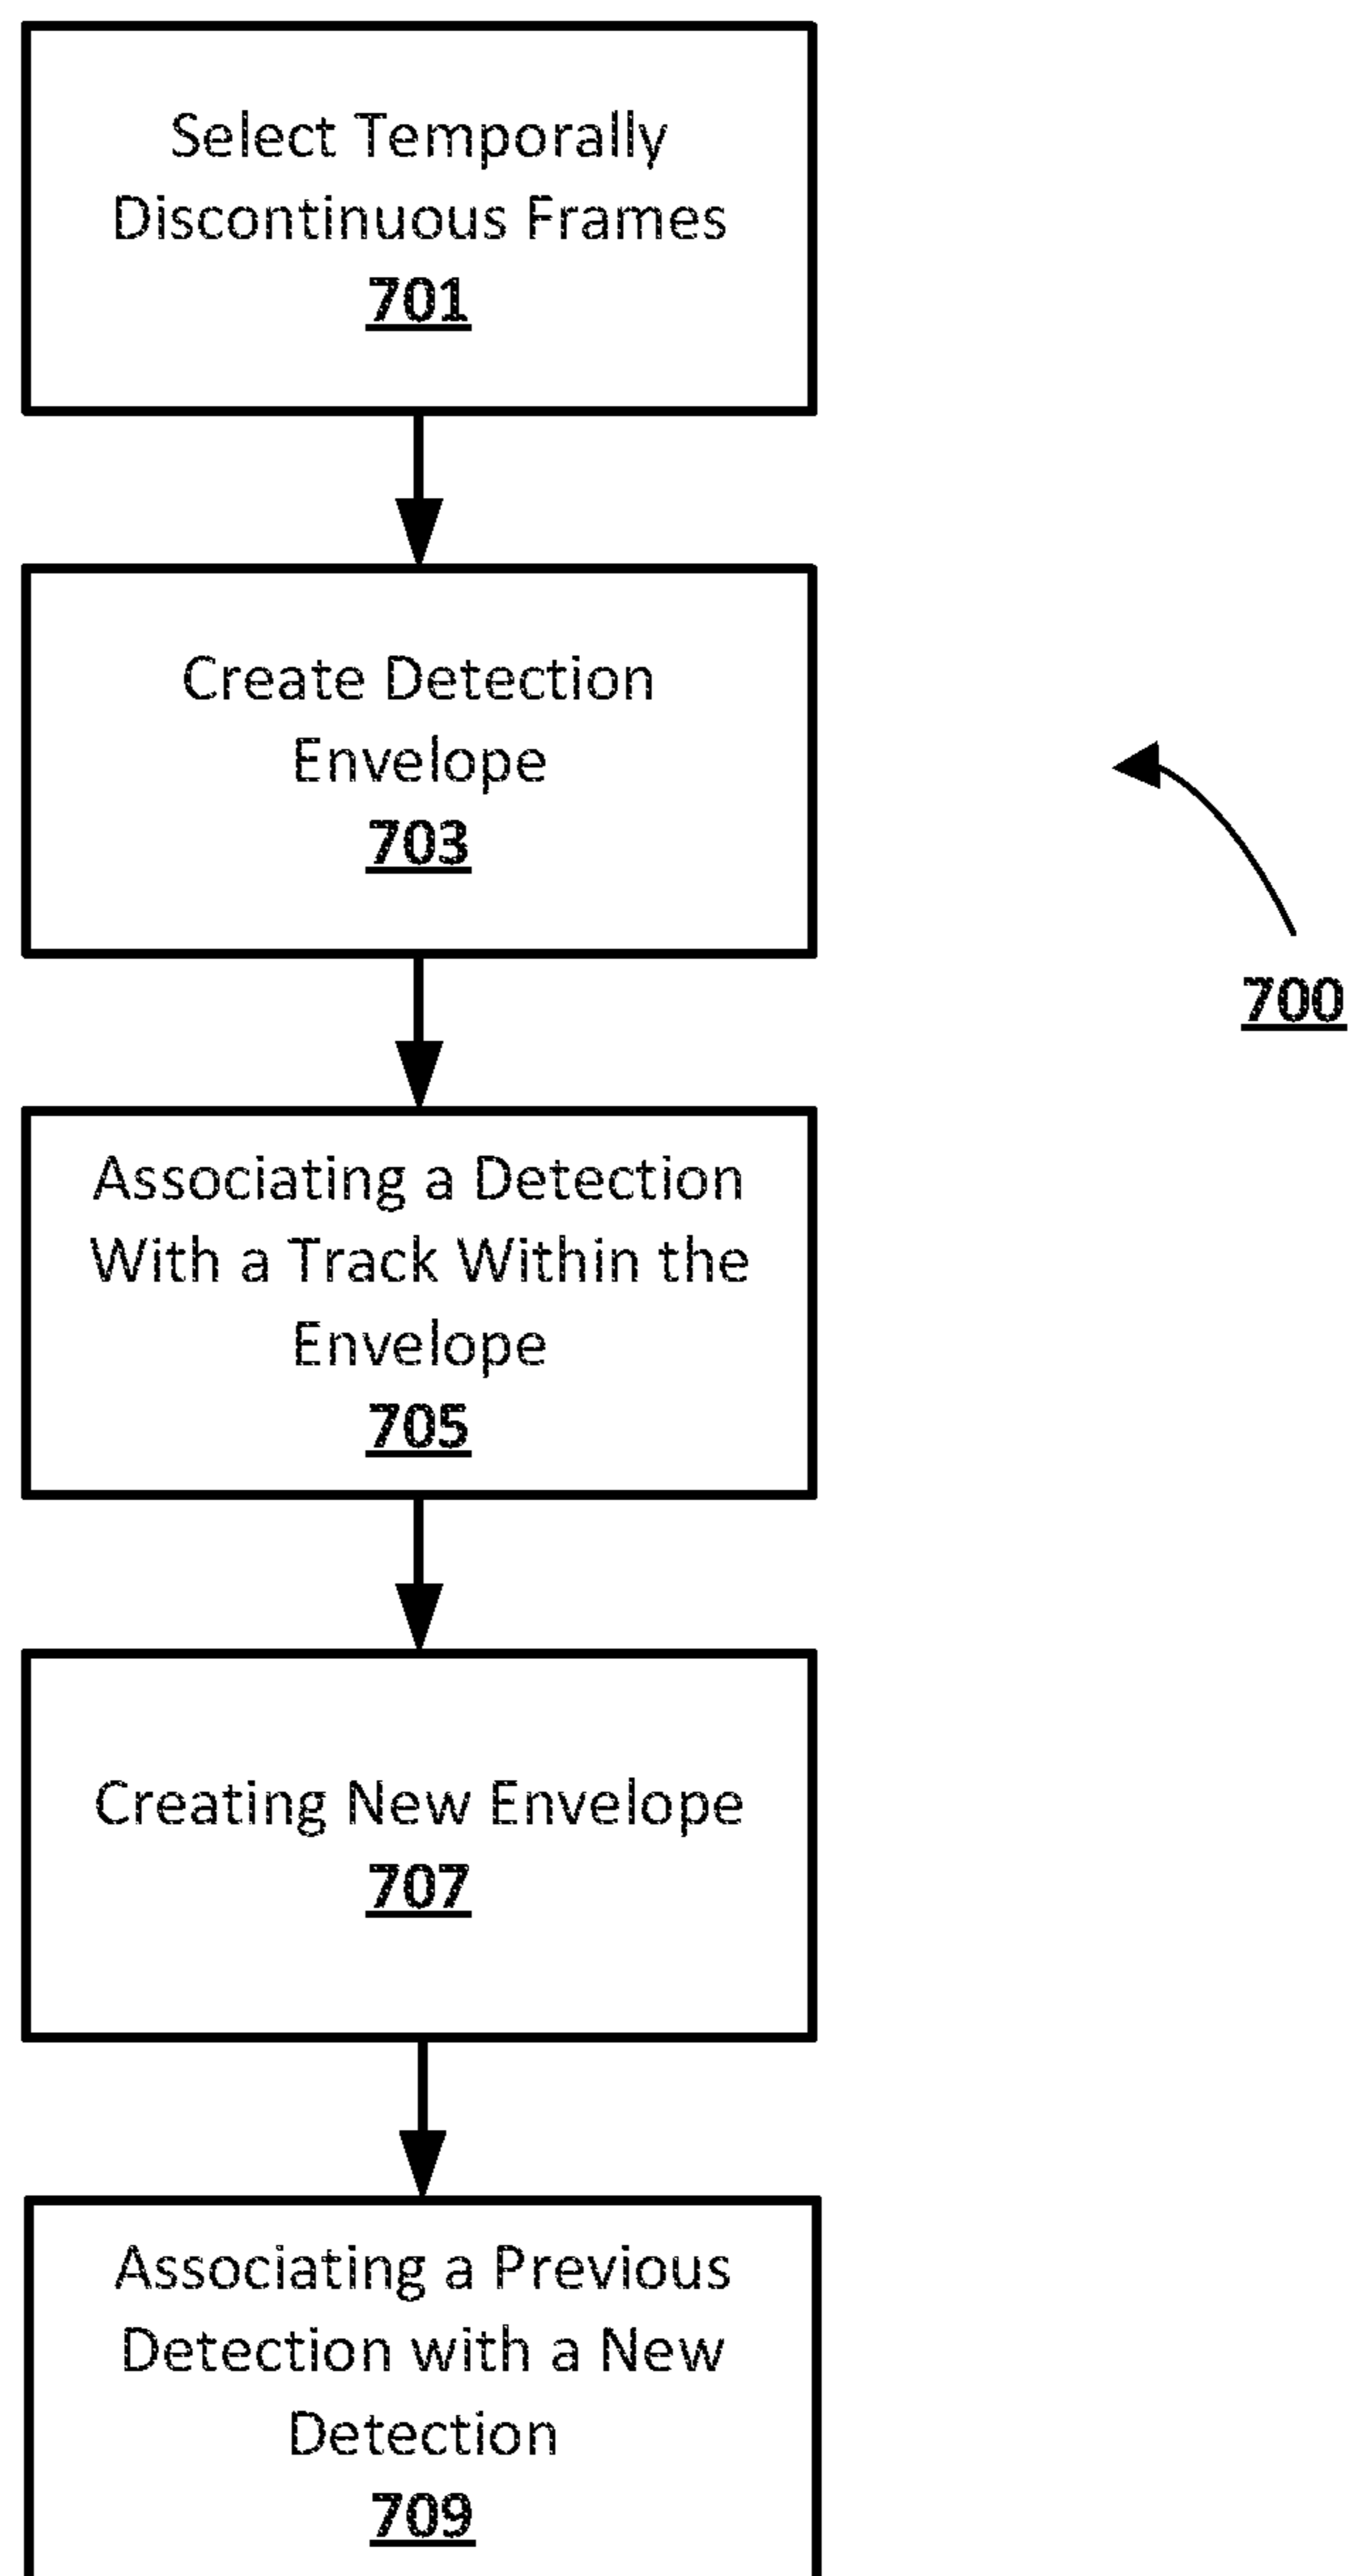 Select Temporally
Discontinuous Frames
701
Create Detection
Envelope
703
700
Associating a Detection
With a Track Within the
Envelope
705
Creating New Envelope
707
Associating a Previous
Detection with a New
Detection
709